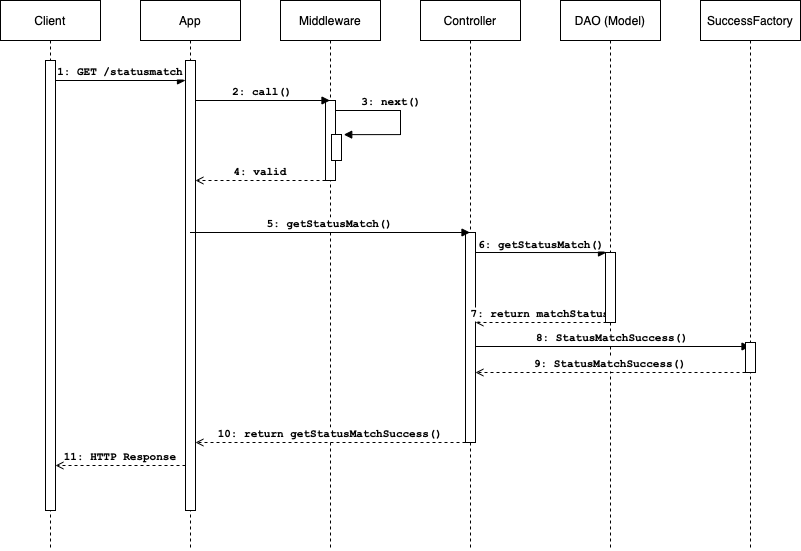 Client
App
Middleware
Controller
DAO (Model)
SuccessFactory
1: GET /statusmatch
2: call()
3: next()
4: valid
5: getStatusMatch()
6: getStatusMatch()
7: return matchStatus
8: StatusMatchSuccess()
9: StatusMatchSuccess()
10: return getStatusMatchSuccess()
11: HTTP Response